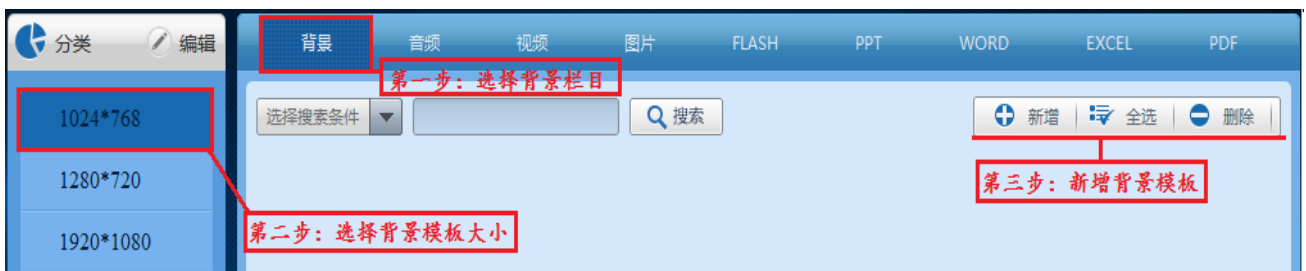 分类 编辑 背景 音频 视频 图片 FLASH PPT WORD EXCEL PDF
第一步：选择背景栏目
1024*768 选择搜索条件 搜索 新增 全选 删除
1280*720 第三步：新增背景模板
第二步：选择背景模板大小
1920*1080